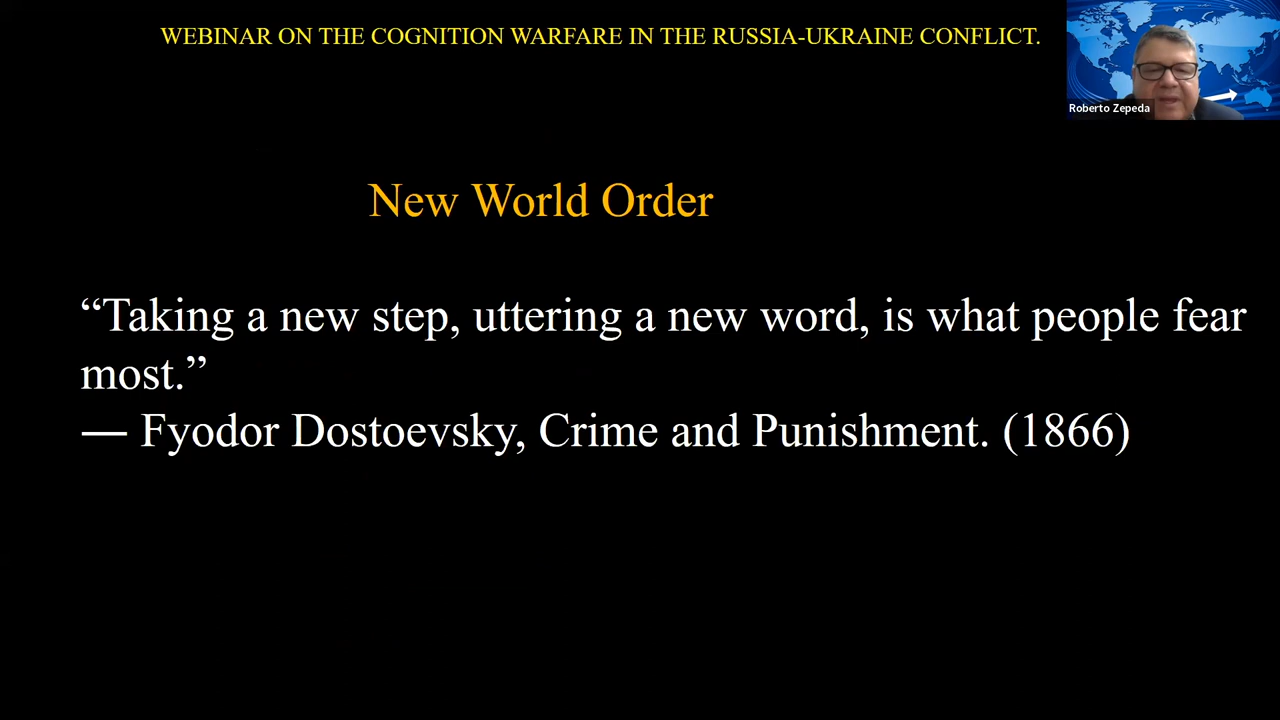 WEBINAR ON THE COGNITION WARFARE IN THE RUSSIA-UKRAINE CONFLICT.
Roberto Zepeda
New World Order
“Taking a new step, uttering a new word, is what people fear
most.”
— Fyodor Dostoevsky, Crime and Punishment. (1866)